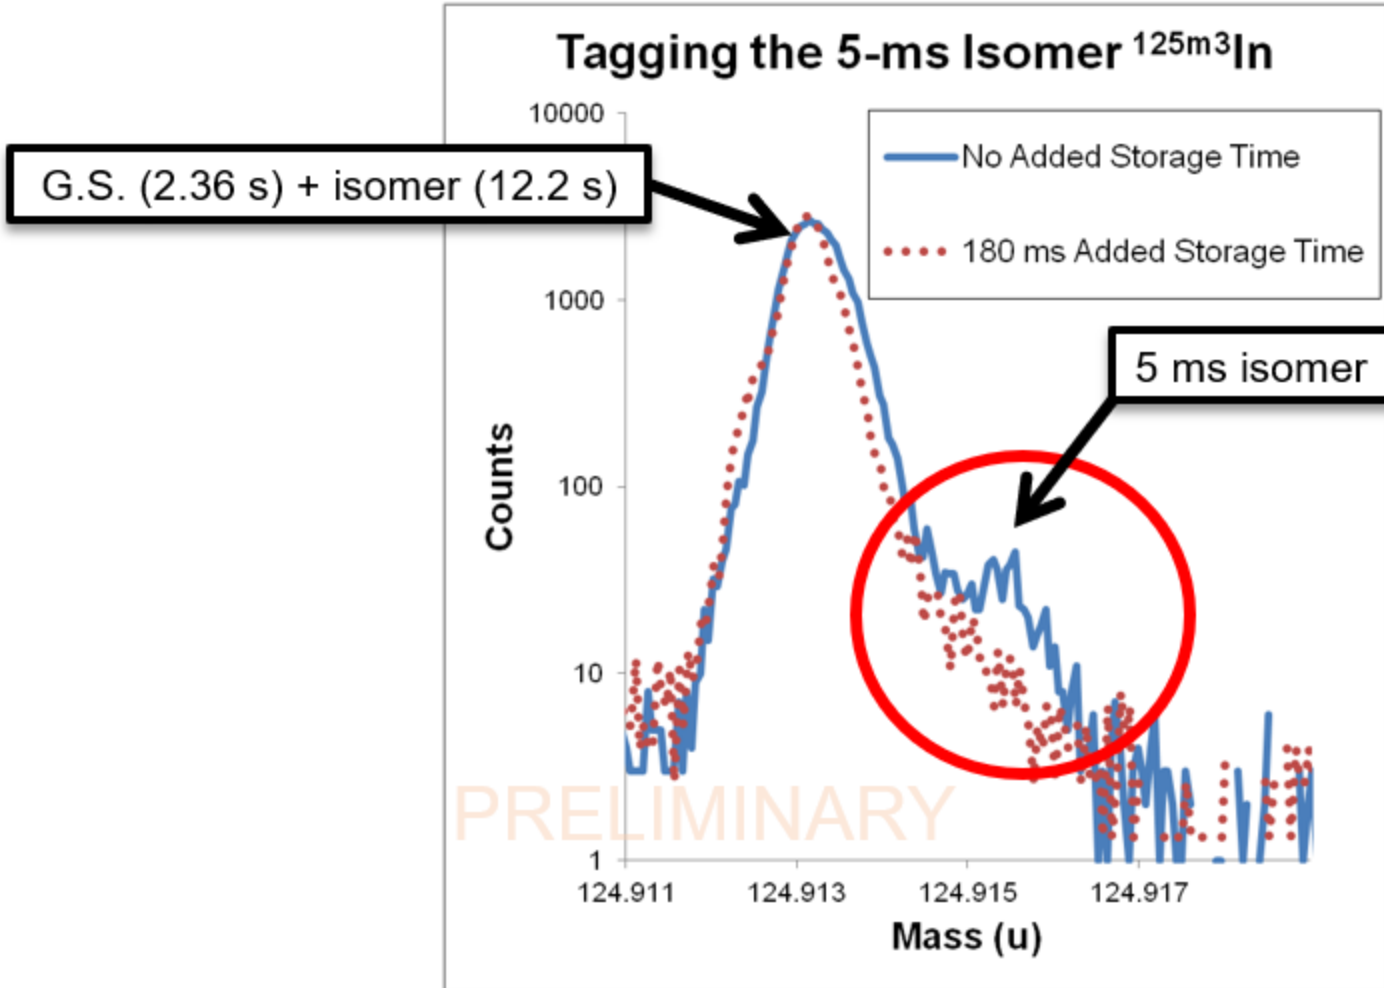 Tagging the 5-ms Isomer ¹²⁵ᵐ³In
10000
No Added Storage Time
G.S. (2.36 s) + isomer (12.2 s)
180 ms Added Storage Time
1000
5 ms isomer
Counts
100
10
PRELIMINARY
1
124.911 124.913 124.915 124.917
Mass (u)